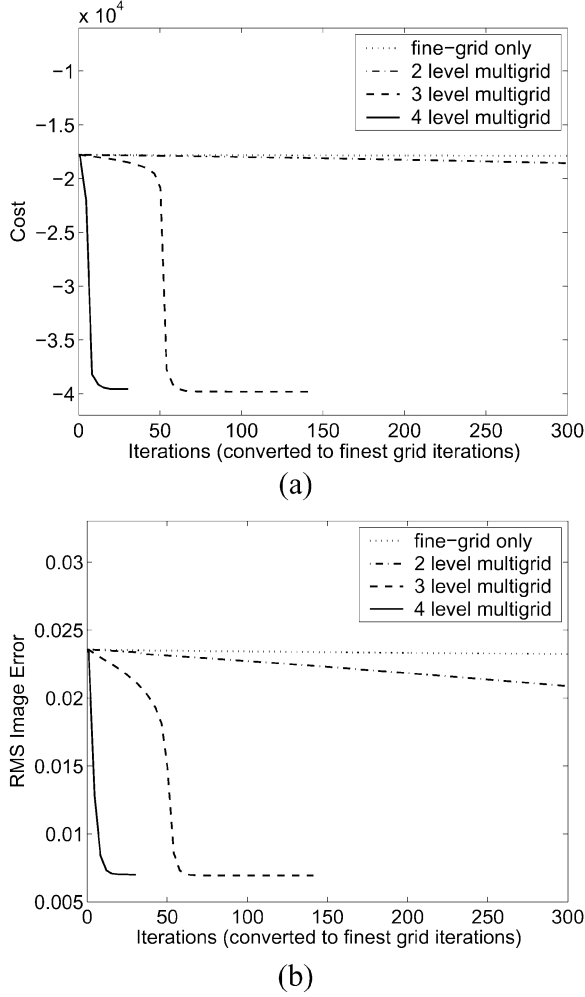 x 10^4
fine-grid only
2 level multigrid
3 level multigrid
4 level multigrid
-1
-1.5
-2
-2.5
-3
-3.5
-4
Cost
0 50 100 150 200 250 300
Iterations (converted to finest grid iterations)
(a)
fine-grid only
2 level multigrid
3 level multigrid
4 level multigrid
0.03
0.025
0.02
0.015
0.01
0.005
RMS Image Error
0 50 100 150 200 250 300
Iterations (converted to finest grid iterations)
(b)